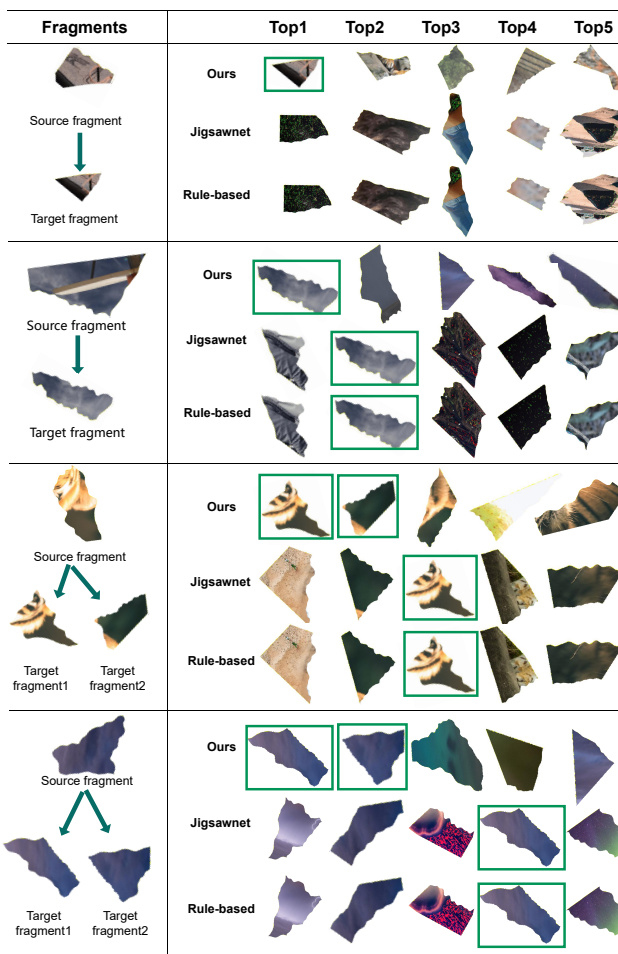 Fragments Top1 Top2 Top3 Top4 Top5
Ours
Source fragment
Jigsawnet
Rule-based
Target fragment
Ours
Source fragment
Jigsawnet
Rule-based
Target fragment
Ours
Source fragment
Jigsawnet
Rule-based
Target Target
fragment1 fragment2
Ours
Source fragment
Jigsawnet
Rule-based
Target Target
fragment1 fragment2